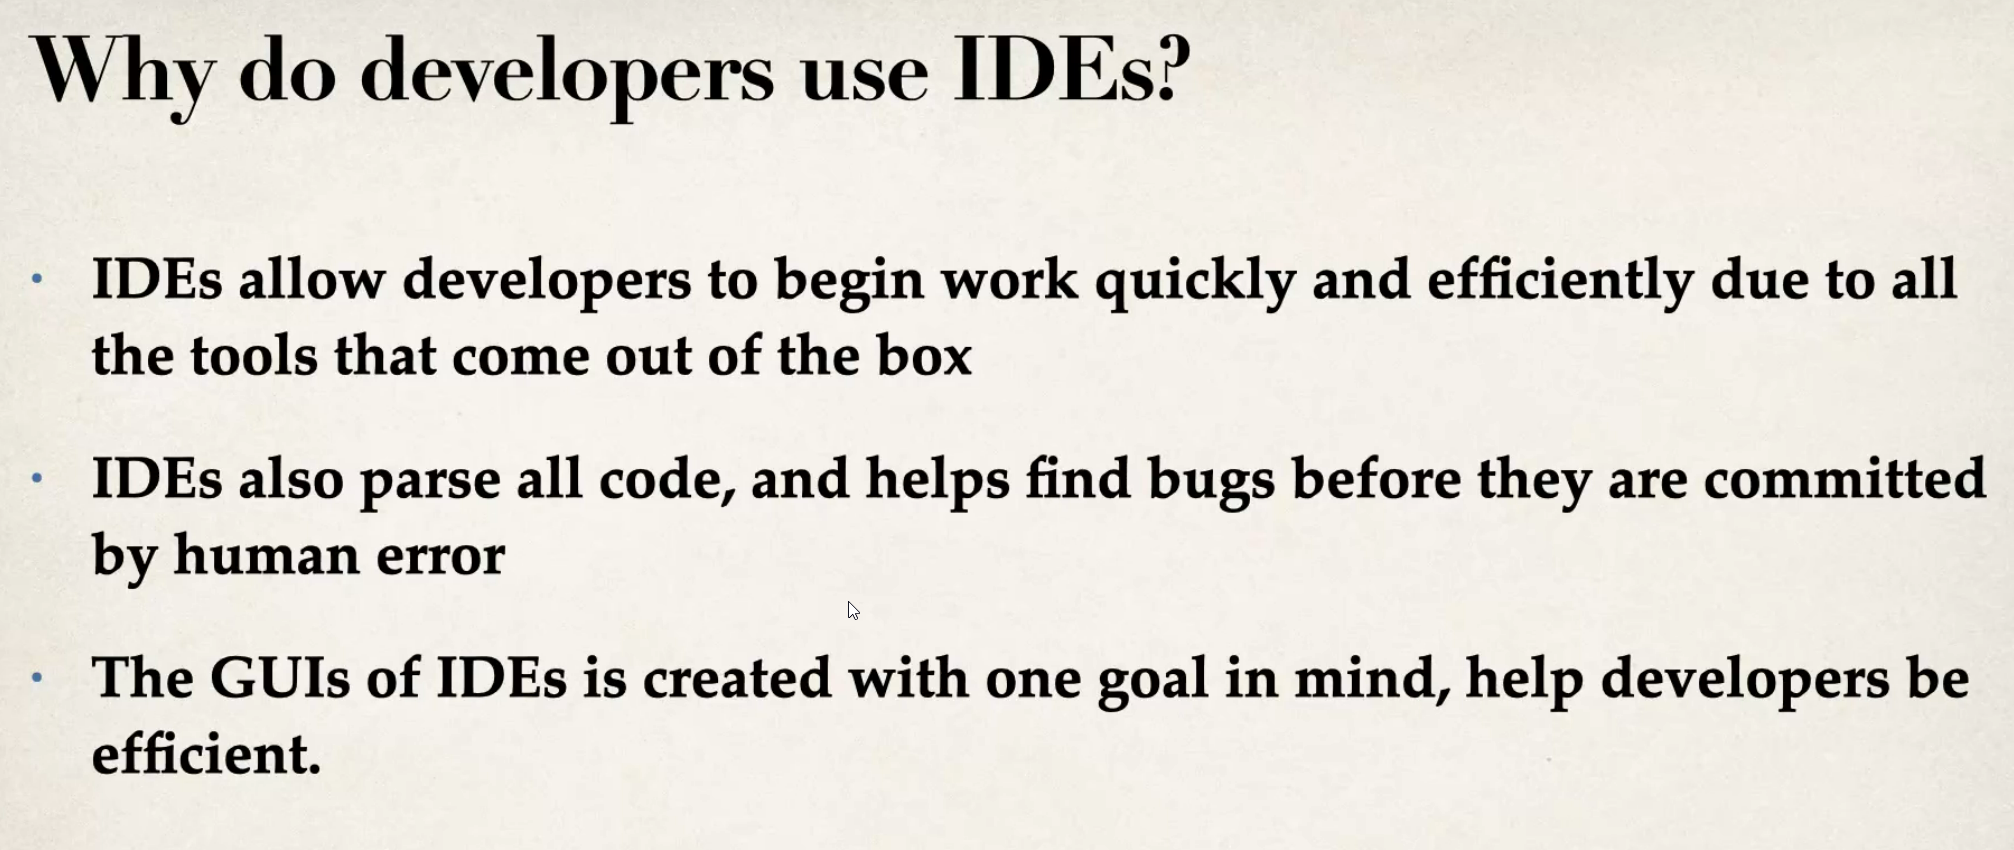 Why do developers use IDEs?
• IDEs allow developers to begin work quickly and efficiently due to all
the tools that come out of the box
• IDEs also parse all code, and helps find bugs before they are committed
by human error
• The GUIs of IDEs is created with one goal in mind, help developers be
efficient.